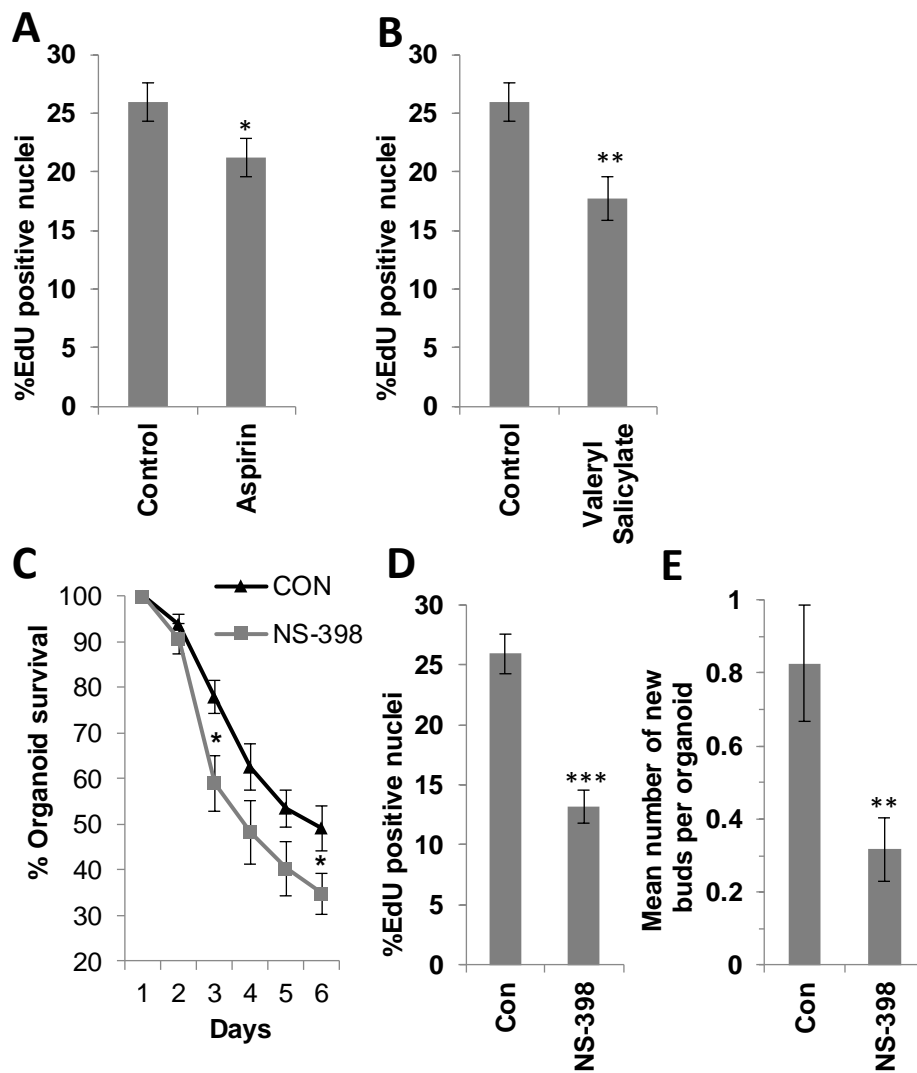 A
30
25
20
15
10
5
0
%EdU positive nuclei
*
Control
Aspirin
B
30
25
20
15
10
5
0
%EdU positive nuclei
**
Control
Valeryl
Salicylate
C
CON
NS-398
100
90
80
70
60
50
40
30
20
% Organoid survival
*
*
1 2 3 4 5 6
Days
D
30
25
20
15
10
5
0
%EdU positive nuclei
***
Con
NS-398
E
1
0.8
0.6
0.4
0.2
0
Mean number of new
buds per organoid
**
Con
NS-398